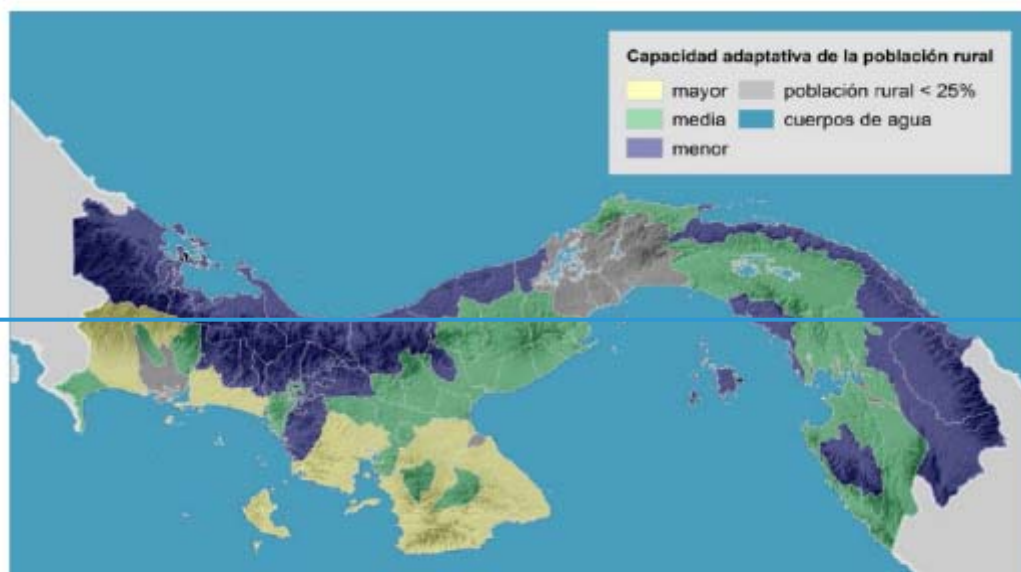 Capacidad adaptativa de la población rural
mayor
población rural < 25%
media
cuerpos de agua
menor